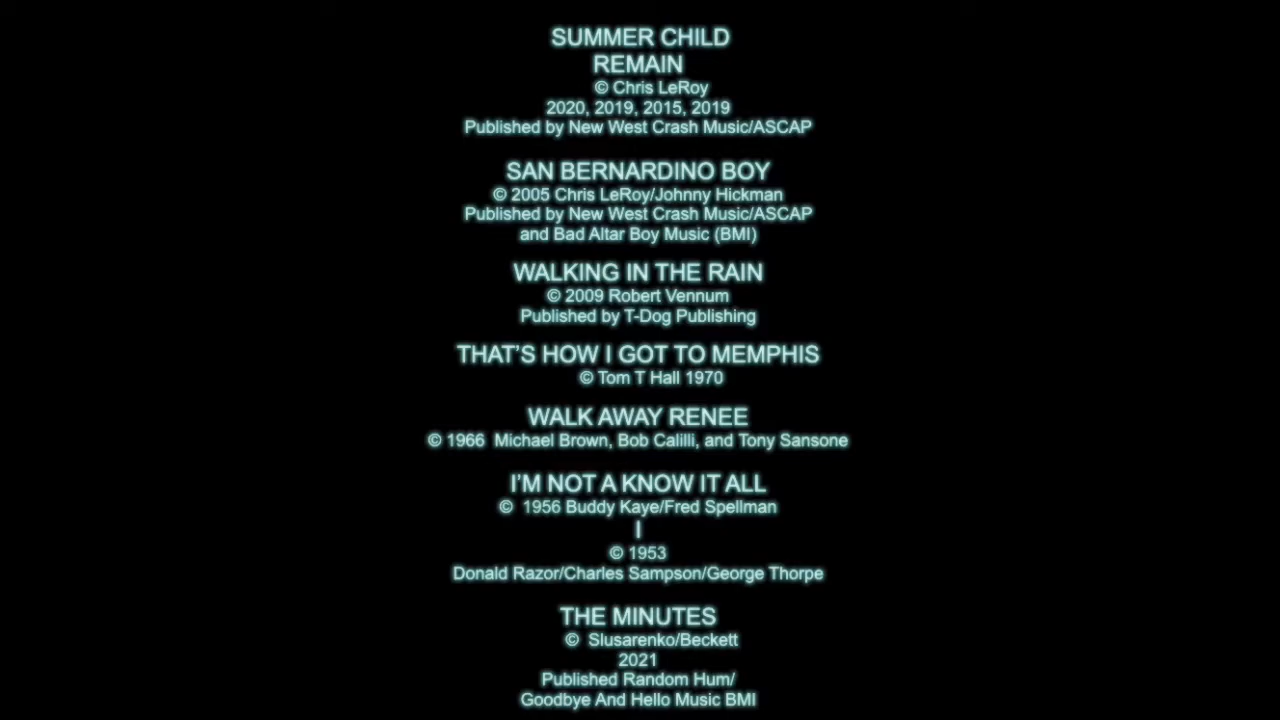 SUMMER CHILD
REMAIN
© Chris LeRoy
2020, 2019, 2015, 2019
Published by New West Crash Music/ASCAP
SAN BERNARDINO BOY
© 2005 Chris LeRoy/Johnny Hickman
Published by New West Crash Music/ASCAP
and Bad Altar Boy Music (BMI)
WALKING IN THE RAIN
© 2009 Robert Vennum
Published by T-Dog Publishing
THAT'S HOW I GOT TO MEMPHIS
© Tom T Hall 1970
WALK AWAY RENEE
© 1966 Michael Brown, Bob Calilli, and Tony Sansone
I'M NOT A KNOW IT ALL
© 1956 Buddy Kaye/Fred Spellman
I
© 1953
Donald Razor/Charles Sampson/George Thorpe
THE MINUTES
© Slusarenko/Beckett
2021
Published Random Hum/
Goodbye And Hello Music BMI